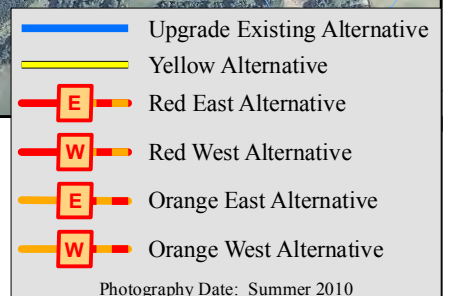 Upgrade Existing Alternative
Yellow Alternative
E Red East Alternative
W Red West Alternative
E Orange East Alternative
W Orange West Alternative
Photography Date: Summer 2010